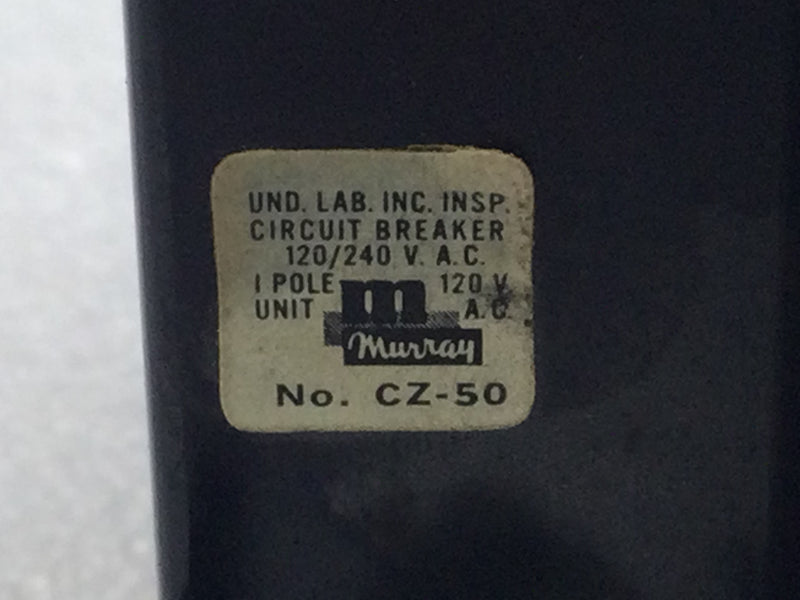 UND. LAB. INC. INSP.
CIRCUIT BREAKER
120/240 V. A.C.
1 POLE m 120 V.
UNIT A.C.
Murray
No. CZ-50